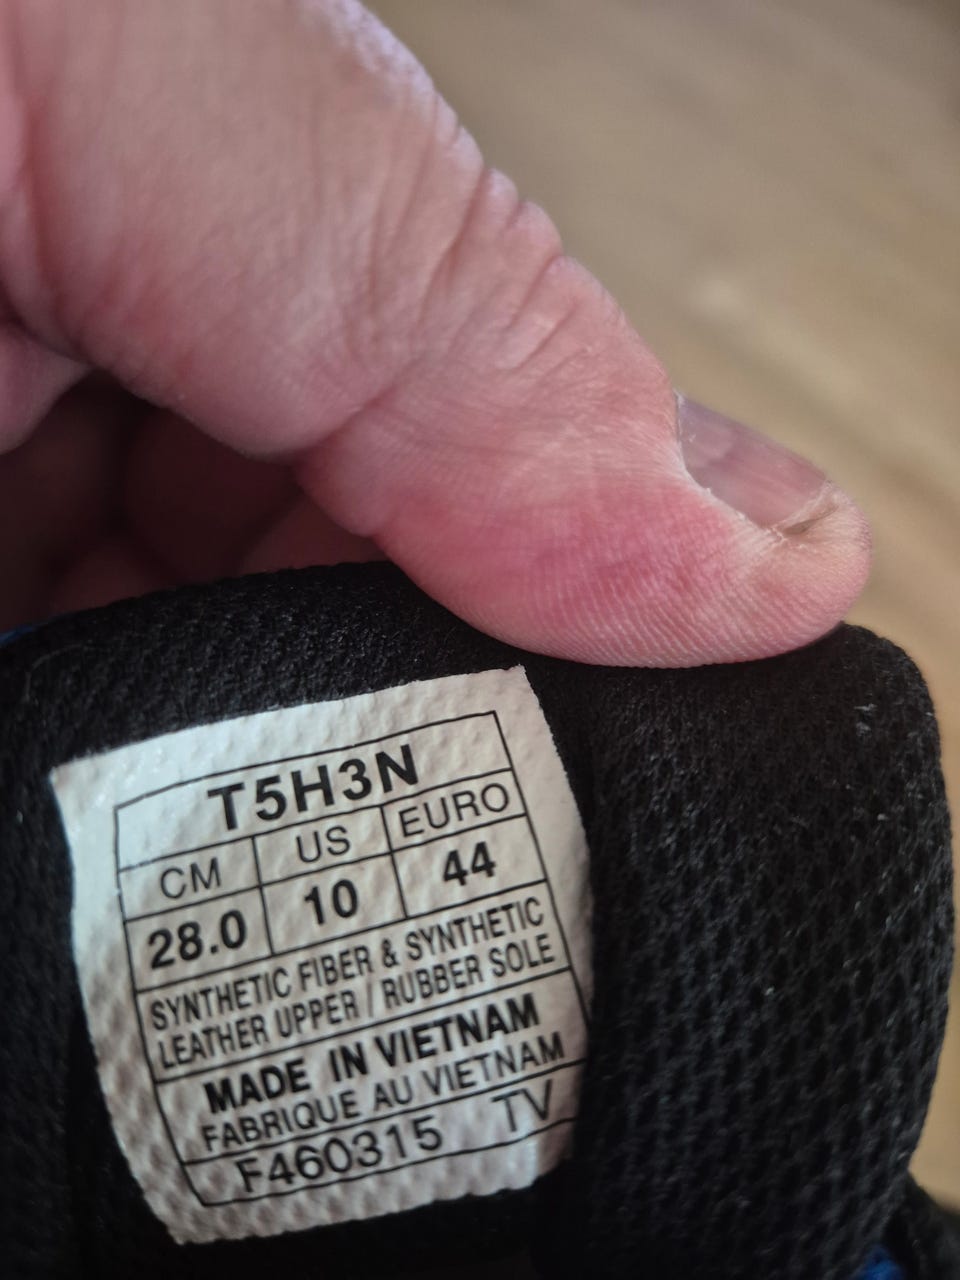 T5H3N
CM US EURO
28.0 10 44
SYNTHETIC FIBER & SYNTHETIC
LEATHER UPPER / RUBBER SOLE
MADE IN VIETNAM
FABRIQUE AU VIETNAM
F460315 TV